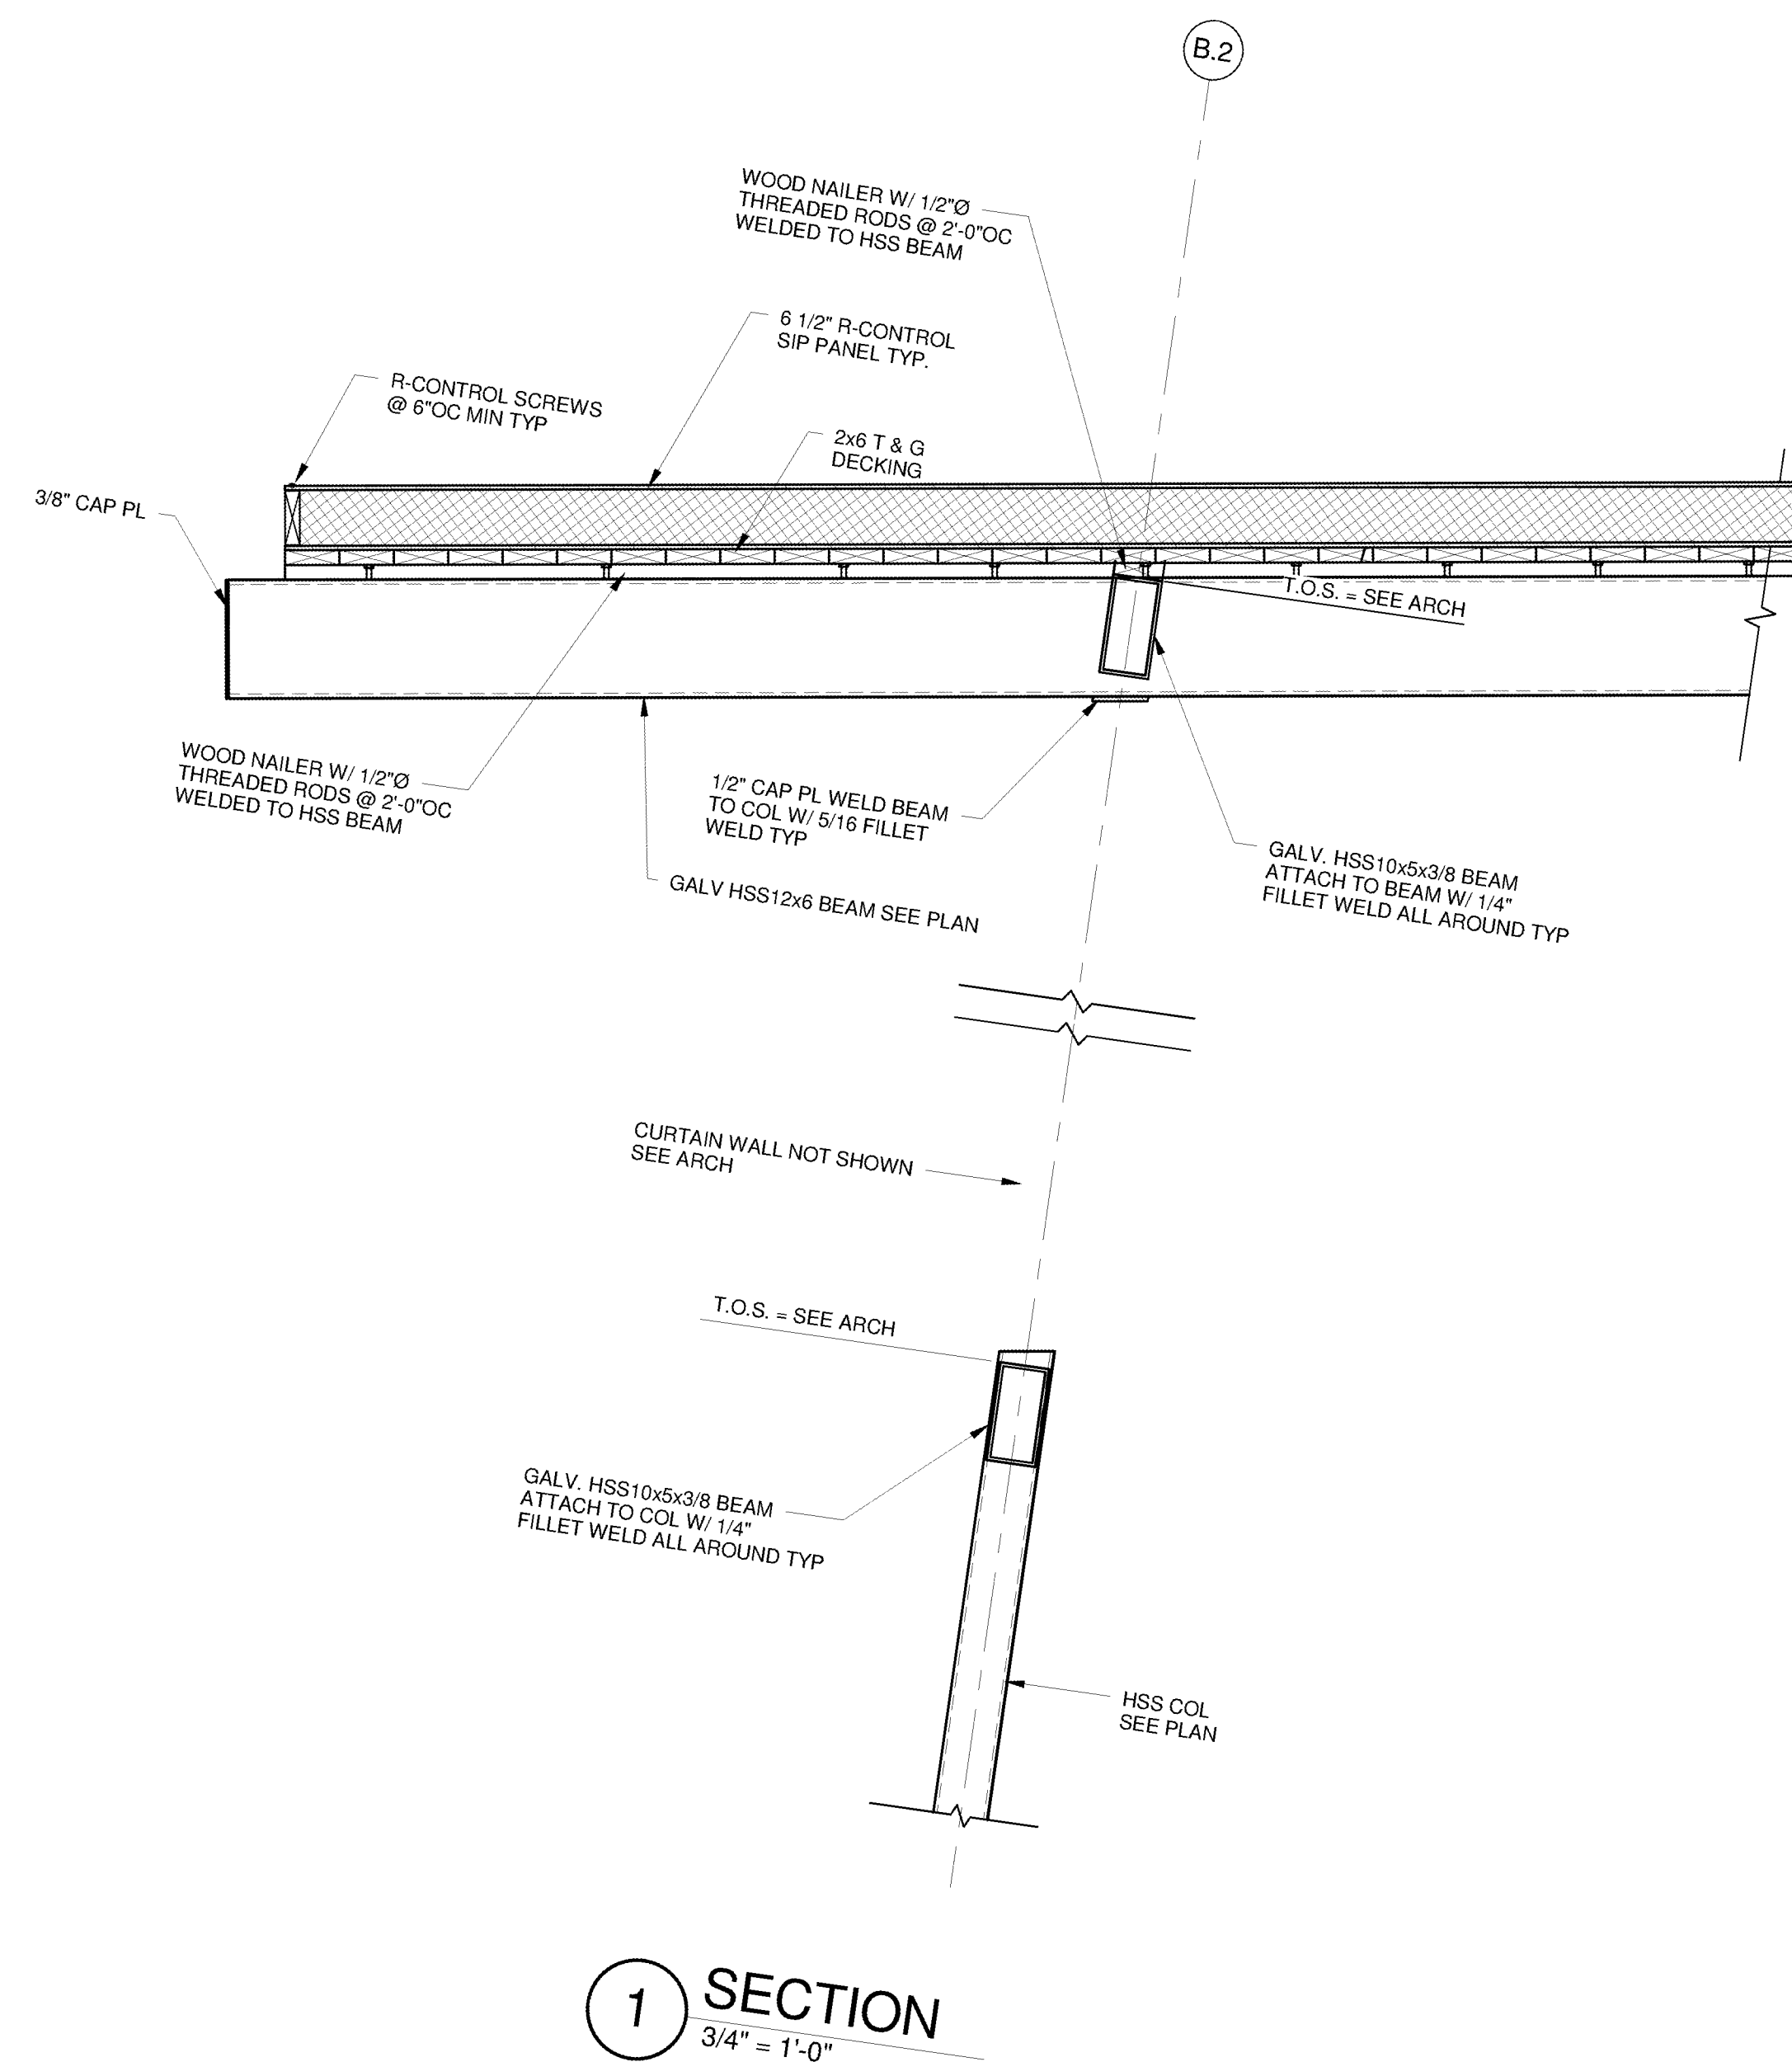 B.2
WOOD NAILER W/ 1/2"Ø
THREADED RODS @ 2'-0"OC
WELDED TO HSS BEAM
6 1/2" R-CONTROL
SIP PANEL TYP.
R-CONTROL SCREWS
@ 6"OC MIN TYP
2x6 T & G
DECKING
3/8" CAP PL
T.O.S. = SEE ARCH
WOOD NAILER W/ 1/2"Ø
THREADED RODS @ 2'-0"OC
WELDED TO HSS BEAM
1/2" CAP PL WELD BEAM
TO COL W/ 5/16 FILLET
WELD TYP
GALV. HSS10x5x3/8 BEAM
ATTACH TO BEAM W/ 1/4"
FILLET WELD ALL AROUND TYP
GALV HSS12x6 BEAM SEE PLAN
CURTAIN WALL NOT SHOWN
SEE ARCH
T.O.S. = SEE ARCH
GALV. HSS10x5x3/8 BEAM
ATTACH TO COL W/ 1/4"
FILLET WELD ALL AROUND TYP
HSS COL
SEE PLAN
1 SECTION
3/4" = 1'-0"